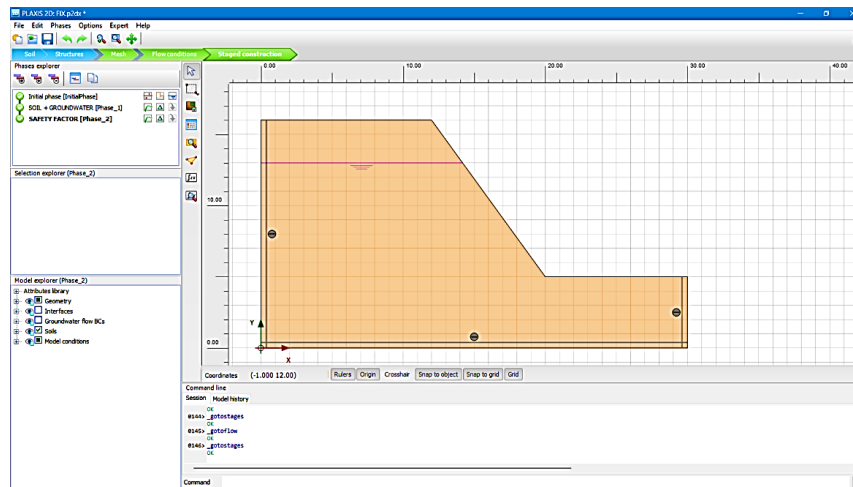 PLAXIS 2D: FIX.p2dx *
File Edit Phases Options Expert Help
Soil Structures Mesh Flow conditions Staged construction
Phases explorer
Initial phase [InitialPhase]
SOIL + GROUNDWATER [Phase_1]
SAFETY FACTOR [Phase_2]
Selection explorer (Phase_2)
Model explorer (Phase_2)
Attributes library
Geometry
Interfaces
Groundwater flow BCs
Soils
Model conditions
0.00 10.00 20.00 30.00 40.00
10.00
0.00
Y
X
Coordinates (-1.000 12.00) Rulers Origin Crosshair Snap to object Snap to grid Grid
Command line
Session Model history
OK
0144> _gotostages
OK
0145> _gotoflow
OK
0146> _gotostages
OK
Command